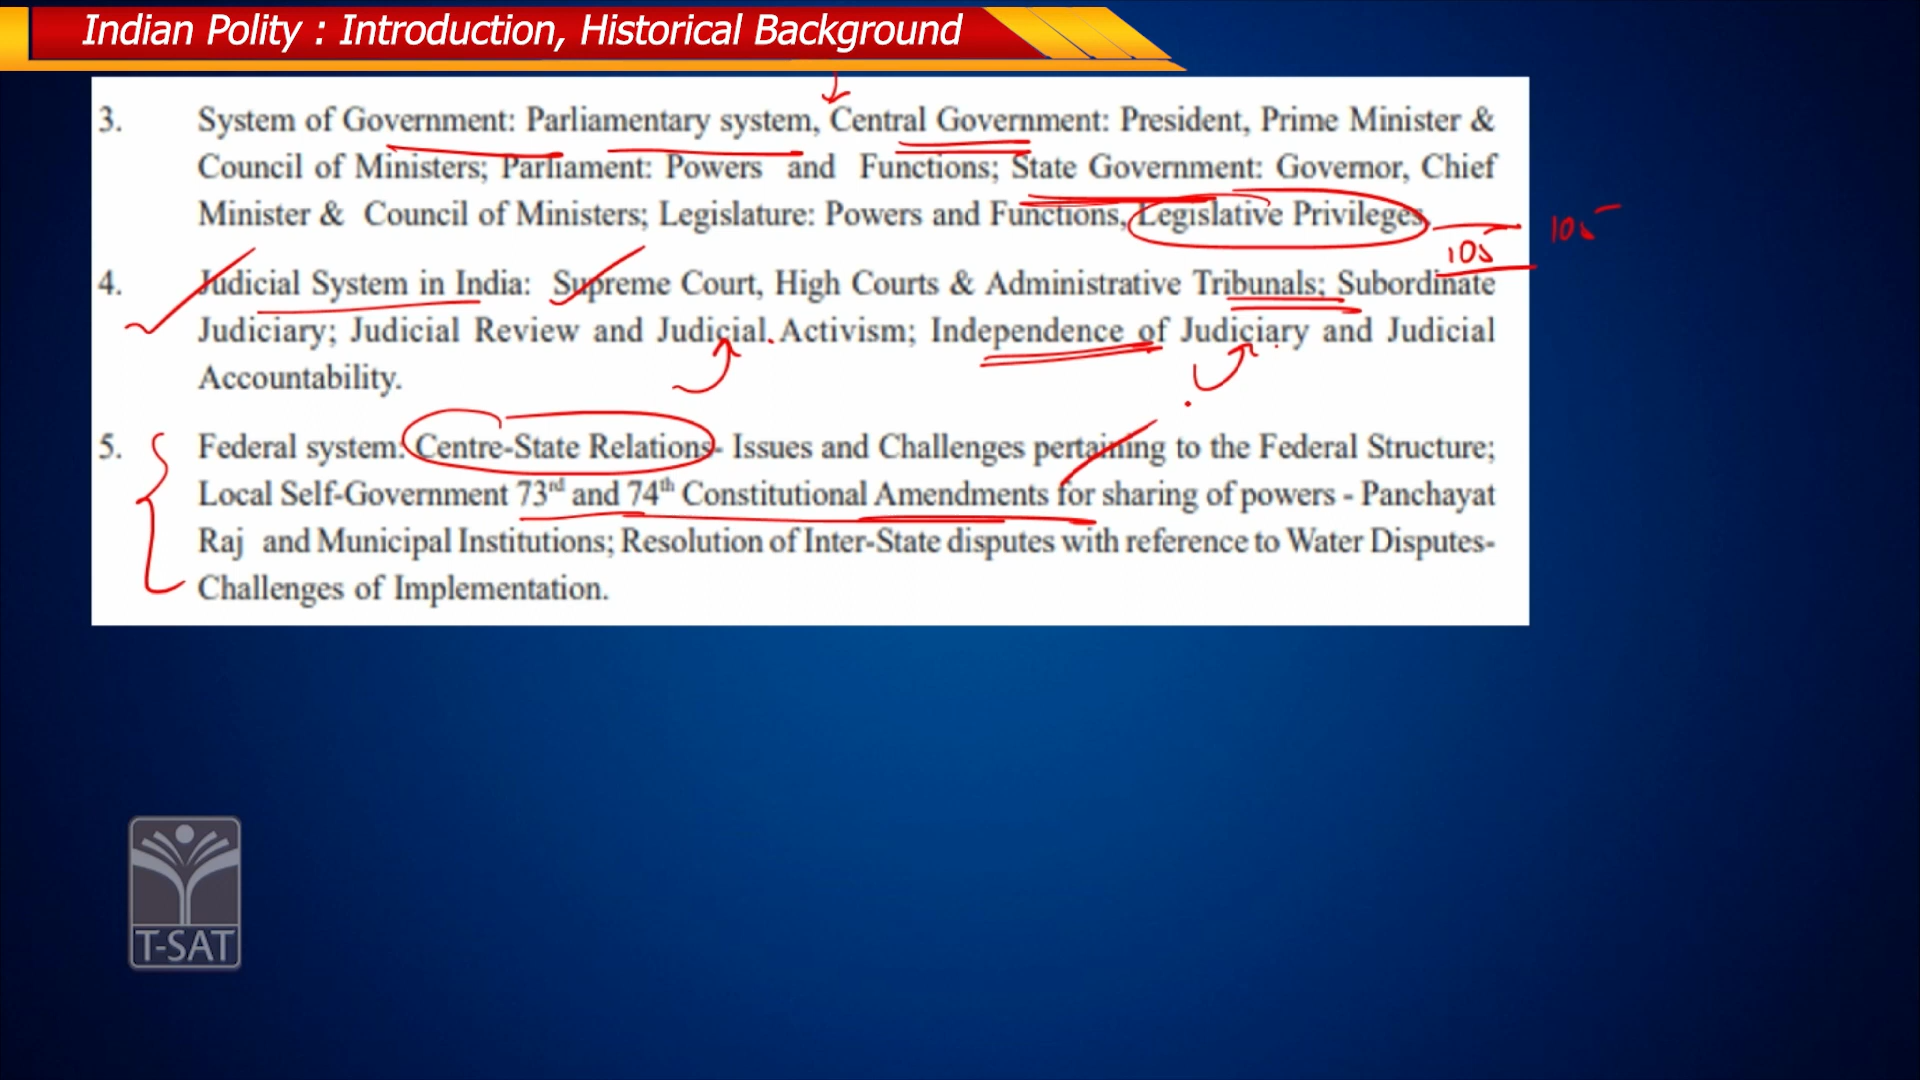 Indian Polity : Introduction, Historical Background
3. System of Government: Parliamentary system, Central Government: President, Prime Minister &
Council of Ministers; Parliament: Powers and Functions; State Government: Governor, Chief
Minister & Council of Ministers; Legislature: Powers and Functions, Legislative Privileges.
105
105
4. Judicial System in India: Supreme Court, High Courts & Administrative Tribunals; Subordinate
Judiciary; Judicial Review and Judicial Activism; Independence of Judiciary and Judicial
Accountability.
5. Federal system: Centre-State Relations- Issues and Challenges pertaining to the Federal Structure;
Local Self-Government 73rd and 74th Constitutional Amendments for sharing of powers - Panchayat
Raj and Municipal Institutions; Resolution of Inter-State disputes with reference to Water Disputes-
Challenges of Implementation.
T-SAT